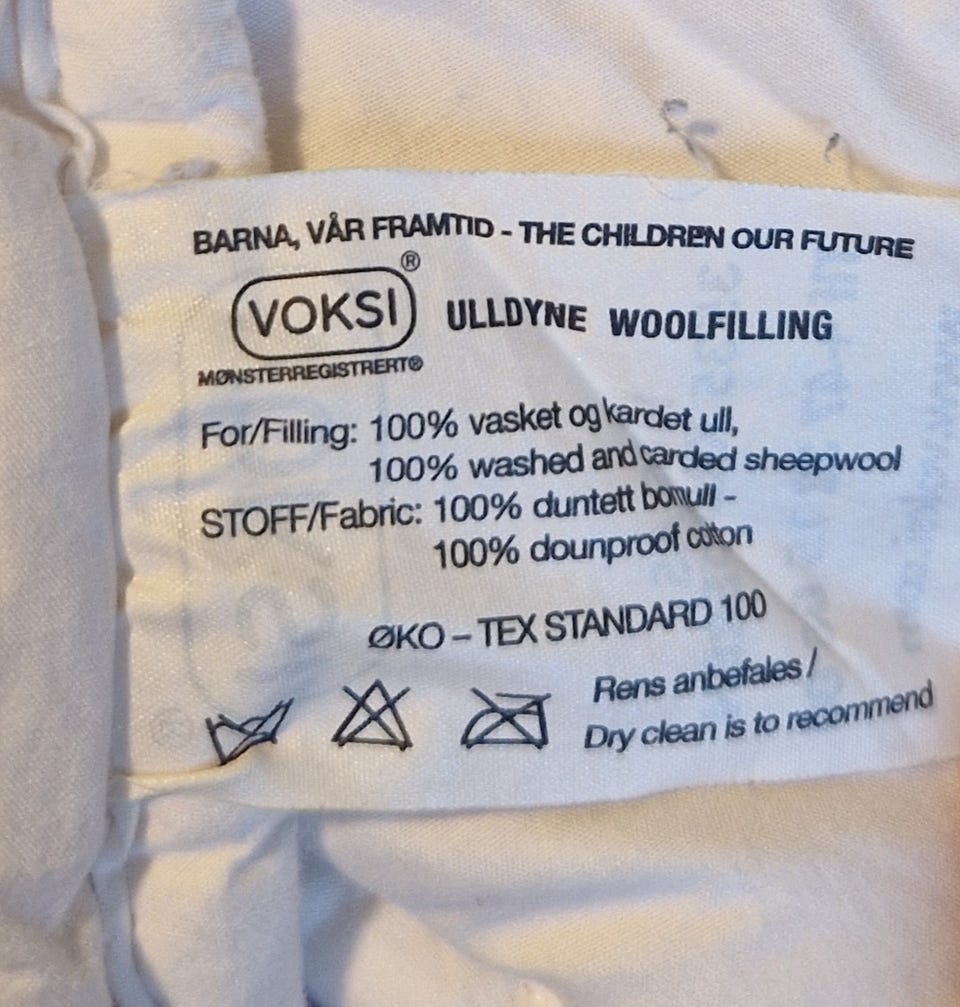 BARNA, VÅR FRAMTID - THE CHILDREN OUR FUTURE
VOKSI® ULLDYNE WOOLFILLING
MØNSTERREGISTRERT®
For/Filling: 100% vasket og kardet ull,
100% washed and carded sheepwool
STOFF/Fabric: 100% duntett bomull -
100% dounproof cotton
ØKO – TEX STANDARD 100
Rens anbefales /
Dry clean is to recommend